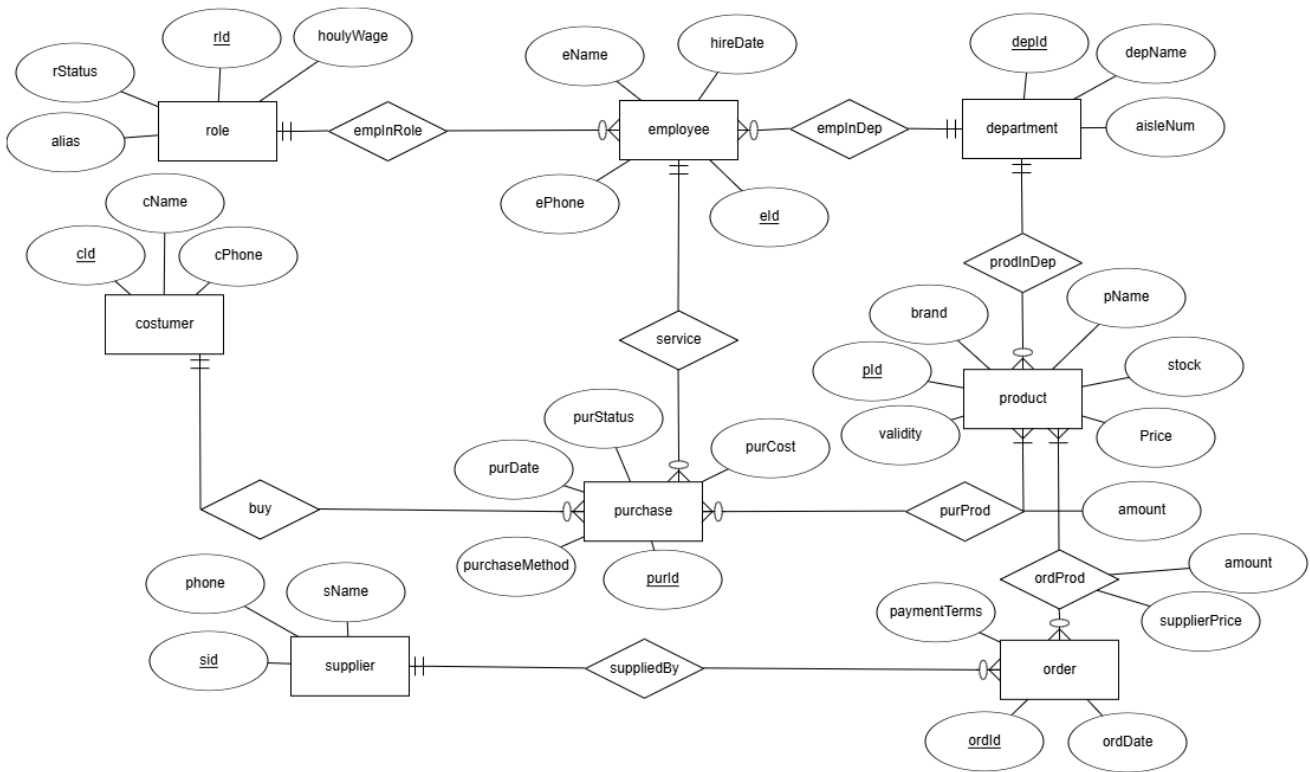 rId
houlyWage
rStatus
alias
role
empInRole
eName
hireDate
employee
ePhone
eId
empInDep
depId
depName
aisleNum
department
cName
cId
cPhone
costumer
prodInDep
service
brand
pName
pId
stock
product
validity
Price
purStatus
purDate
purCost
buy
purchase
purProd
amount
purchaseMethod
purId
ordProd
amount
supplierPrice
phone
sName
sid
supplier
suppliedBy
paymentTerms
order
ordId
ordDate